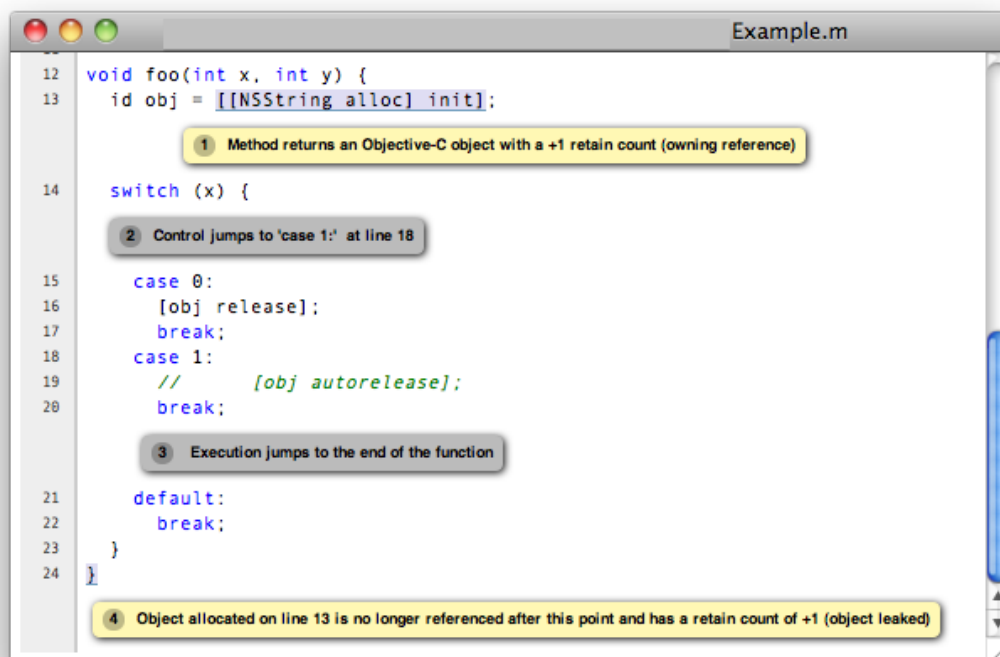 Example.m
12 void foo(int x, int y) {
13 id obj = [[NSString alloc] init];
1 Method returns an Objective-C object with a +1 retain count (owning reference)
14 switch (x) {
2 Control jumps to 'case 1:' at line 18
15 case 0:
16 [obj release];
17 break;
18 case 1:
19 // [obj autorelease];
20 break;
3 Execution jumps to the end of the function
21 default:
22 break;
23 }
24 }
4 Object allocated on line 13 is no longer referenced after this point and has a retain count of +1 (object leaked)